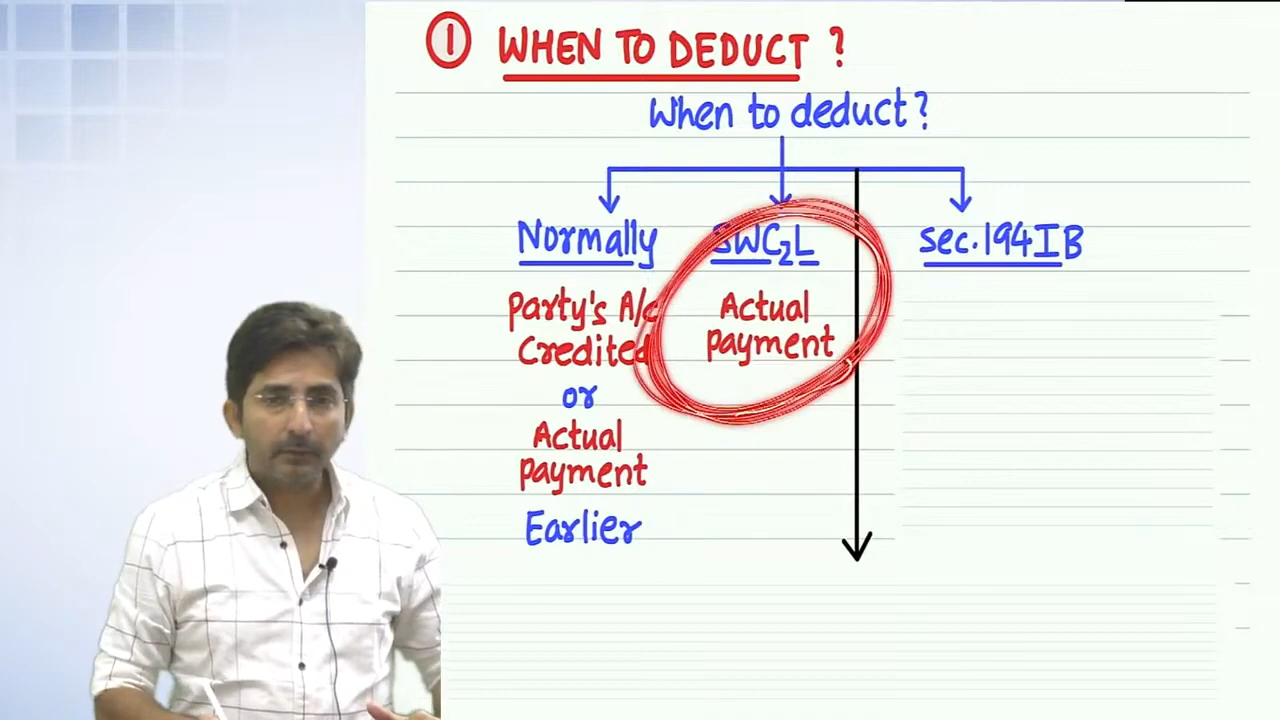 ① WHEN TO DEDUCT ?
When to deduct?
Normally
SWC₂L
Sec.194IB
Party's A/c
Credited
or
Actual
payment
Earlier
Actual
payment